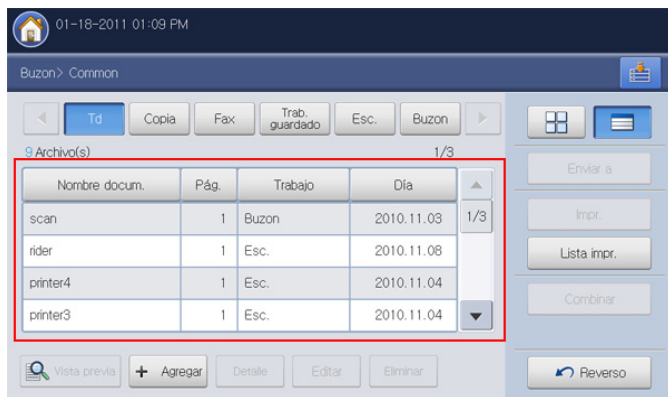 01-18-2011 01:09 PM
Buzon> Common
Td Copia Fax Trab. guardado Esc. Buzon
9 Archivo(s) 1/3
Nombre docum. Pág. Trabajo Día
scan 1 Buzon 2010.11.03 1/3
rider 1 Esc. 2010.11.08
printer4 1 Esc. 2010.11.04
printer3 1 Esc. 2010.11.04
Vista previa + Agregar Detalle Editar Eliminar
Enviar a
Impr.
Lista impr.
Combinar
Reverso